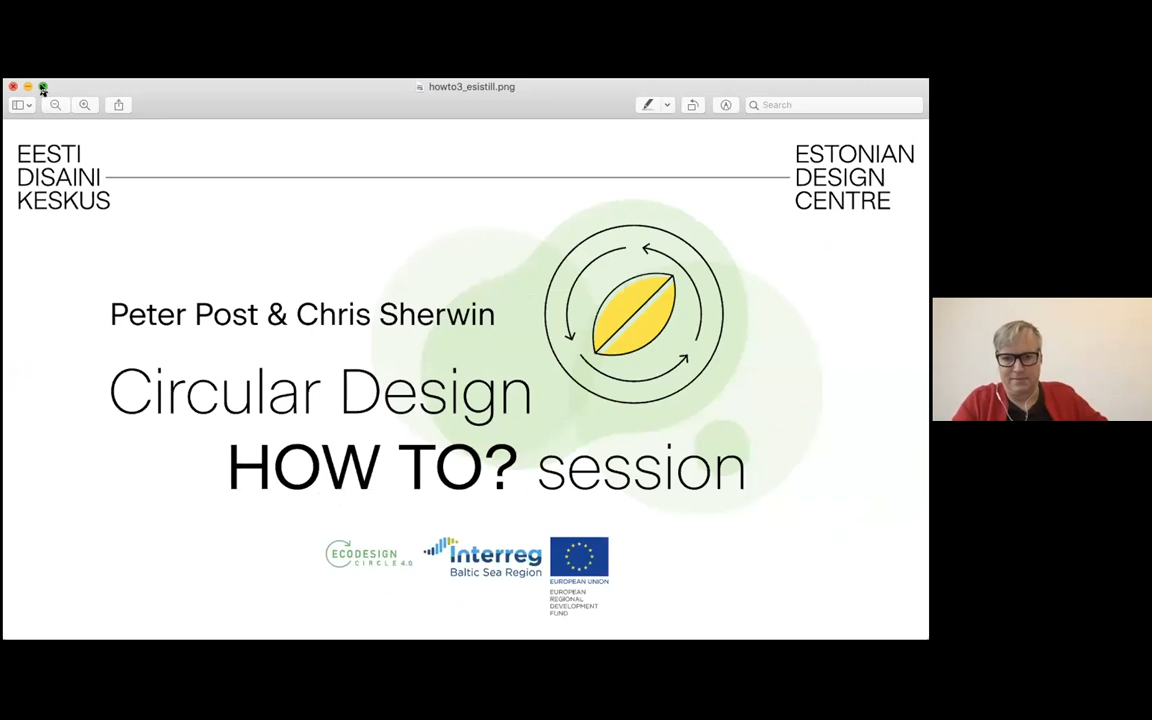 howto3_esistill.png
Search
EESTI
DISAINI
KESKUS
ESTONIAN
DESIGN
CENTRE
Peter Post & Chris Sherwin
Circular Design
HOW TO? session
ECODESIGN
CIRCLE 4.0
Interreg
Baltic Sea Region
EUROPEAN UNION
EUROPEAN
REGIONAL
DEVELOPMENT
FUND